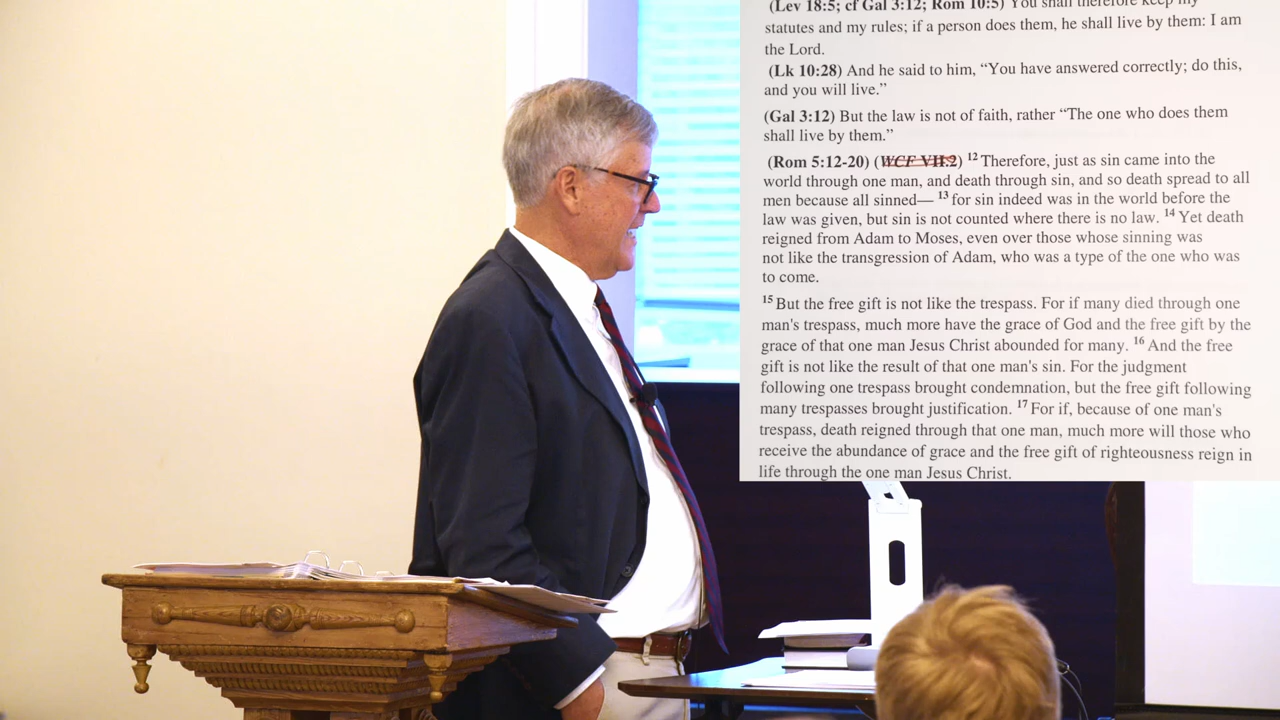 (Lev 18:5; cf Gal 3:12; Rom 10:5) You shall therefore keep my
statutes and my rules; if a person does them, he shall live by them: I am
the Lord.
(Lk 10:28) And he said to him, “You have answered correctly; do this,
and you will live.”
(Gal 3:12) But the law is not of faith, rather “The one who does them
shall live by them.”
(Rom 5:12-20) (WCF VII:2) 12 Therefore, just as sin came into the
world through one man, and death through sin, and so death spread to all
men because all sinned— 13 for sin indeed was in the world before the
law was given, but sin is not counted where there is no law. 14 Yet death
reigned from Adam to Moses, even over those whose sinning was
not like the transgression of Adam, who was a type of the one who was
to come.
15 But the free gift is not like the trespass. For if many died through one
man's trespass, much more have the grace of God and the free gift by the
grace of that one man Jesus Christ abounded for many. 16 And the free
gift is not like the result of that one man's sin. For the judgment
following one trespass brought condemnation, but the free gift following
many trespasses brought justification. 17 For if, because of one man's
trespass, death reigned through that one man, much more will those who
receive the abundance of grace and the free gift of righteousness reign in
life through the one man Jesus Christ.